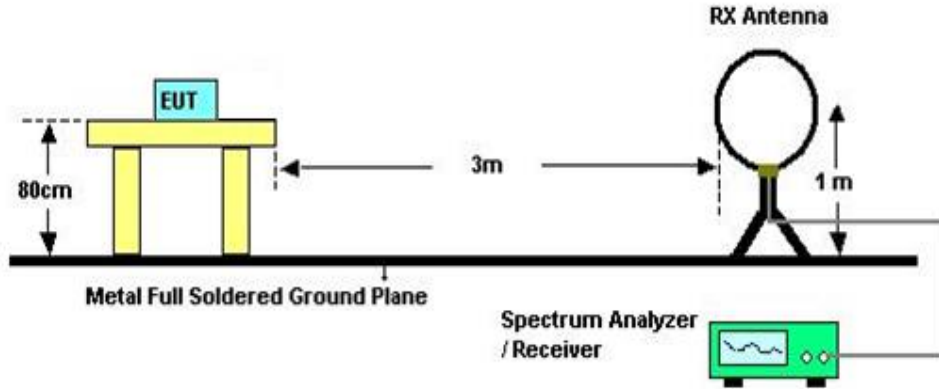 RX Antenna
EUT
3m
80cm
1 m
Metal Full Soldered Ground Plane
Spectrum Analyzer
/ Receiver